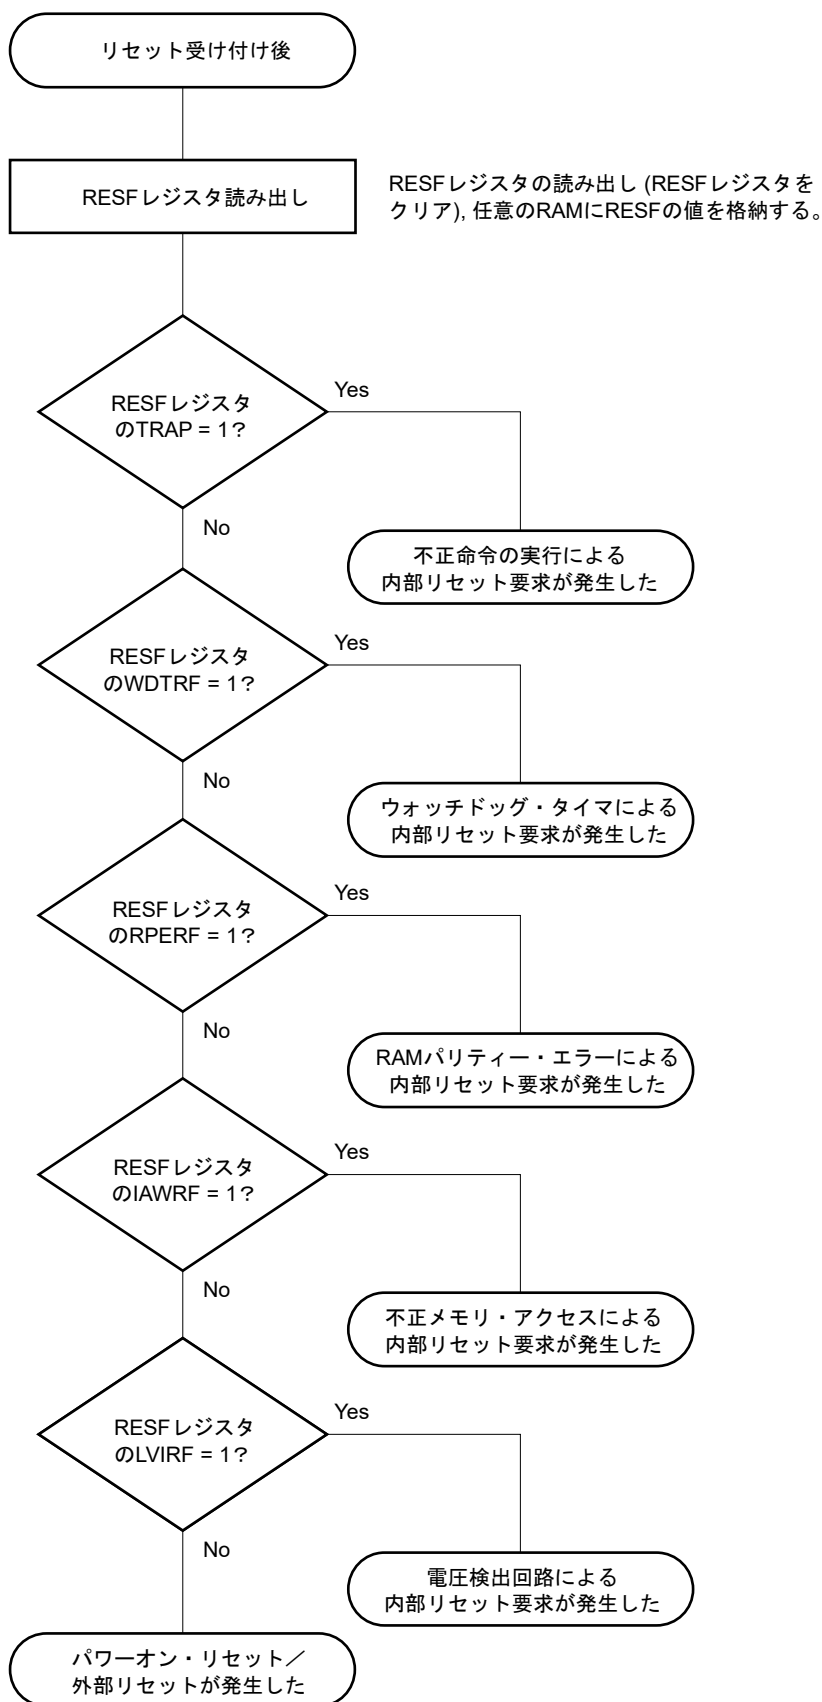 リセット受け付け後
RESFレジスタ読み出し
RESFレジスタの読み出し (RESFレジスタを
クリア), 任意のRAMにRESFの値を格納する。
RESFレジスタ
のTRAP = 1?
Yes
No
不正命令の実行による
内部リセット要求が発生した
RESFレジスタ
のWDTRF = 1?
Yes
No
ウォッチドッグ・タイマによる
内部リセット要求が発生した
RESFレジスタ
のRPERF = 1?
Yes
No
RAMパリティー・エラーによる
内部リセット要求が発生した
RESFレジスタ
のIAWRF = 1?
Yes
No
不正メモリ・アクセスによる
内部リセット要求が発生した
RESFレジスタ
のLVIRF = 1?
Yes
No
電圧検出回路による
内部リセット要求が発生した
パワーオン・リセット/
外部リセットが発生した